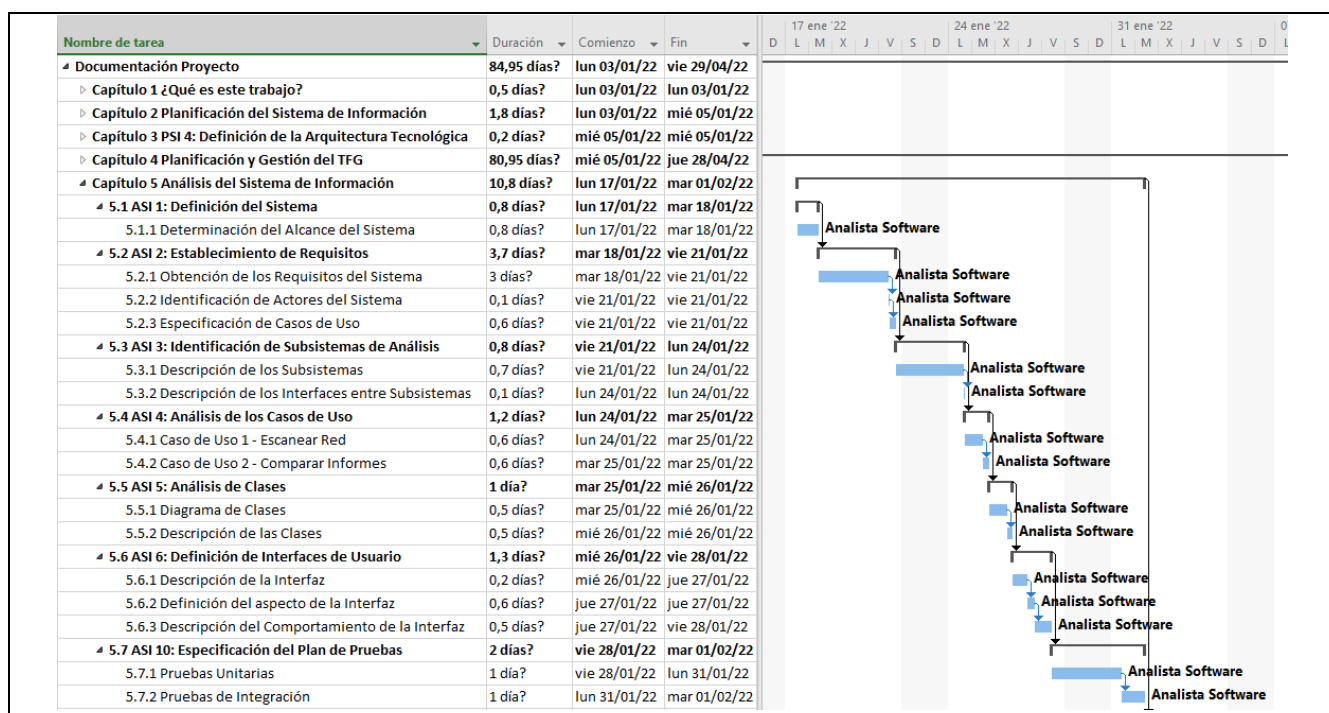 17 ene '22 24 ene '22 31 ene '22 0
Nombre de tarea Duración Comienzo Fin D L M X J V S D L M X J V S D L M X J V S D L
Documentación Proyecto 84,95 días? lun 03/01/22 vie 29/04/22
Capítulo 1 ¿Qué es este trabajo? 0,5 días? lun 03/01/22 lun 03/01/22
Capítulo 2 Planificación del Sistema de Información 1,8 días? lun 03/01/22 mié 05/01/22
Capítulo 3 PSI 4: Definición de la Arquitectura Tecnológica 0,2 días? mié 05/01/22 mié 05/01/22
Capítulo 4 Planificación y Gestión del TFG 80,95 días? mié 05/01/22 jue 28/04/22
Capítulo 5 Análisis del Sistema de Información 10,8 días? lun 17/01/22 mar 01/02/22
5.1 ASI 1: Definición del Sistema 0,8 días? lun 17/01/22 mar 18/01/22
5.1.1 Determinación del Alcance del Sistema 0,8 días? lun 17/01/22 mar 18/01/22 Analista Software
5.2 ASI 2: Establecimiento de Requisitos 3,7 días? mar 18/01/22 vie 21/01/22
5.2.1 Obtención de los Requisitos del Sistema 3 días? mar 18/01/22 vie 21/01/22 Analista Software
5.2.2 Identificación de Actores del Sistema 0,1 días? vie 21/01/22 vie 21/01/22 Analista Software
5.2.3 Especificación de Casos de Uso 0,6 días? vie 21/01/22 vie 21/01/22 Analista Software
5.3 ASI 3: Identificación de Subsistemas de Análisis 0,8 días? vie 21/01/22 lun 24/01/22
5.3.1 Descripción de los Subsistemas 0,7 días? vie 21/01/22 lun 24/01/22 Analista Software
5.3.2 Descripción de los Interfaces entre Subsistemas 0,1 días? lun 24/01/22 lun 24/01/22 Analista Software
5.4 ASI 4: Análisis de los Casos de Uso 1,2 días? lun 24/01/22 mar 25/01/22
5.4.1 Caso de Uso 1 - Escanear Red 0,6 días? lun 24/01/22 mar 25/01/22 Analista Software
5.4.2 Caso de Uso 2 - Comparar Informes 0,6 días? mar 25/01/22 mar 25/01/22 Analista Software
5.5 ASI 5: Análisis de Clases 1 día? mar 25/01/22 mié 26/01/22
5.5.1 Diagrama de Clases 0,5 días? mar 25/01/22 mié 26/01/22 Analista Software
5.5.2 Descripción de las Clases 0,5 días? mié 26/01/22 mié 26/01/22 Analista Software
5.6 ASI 6: Definición de Interfaces de Usuario 1,3 días? mié 26/01/22 vie 28/01/22
5.6.1 Descripción de la Interfaz 0,2 días? mié 26/01/22 jue 27/01/22 Analista Software
5.6.2 Definición del aspecto de la Interfaz 0,6 días? jue 27/01/22 jue 27/01/22 Analista Software
5.6.3 Descripción del Comportamiento de la Interfaz 0,5 días? jue 27/01/22 vie 28/01/22 Analista Software
5.7 ASI 10: Especificación del Plan de Pruebas 2 días? vie 28/01/22 mar 01/02/22
5.7.1 Pruebas Unitarias 1 día? vie 28/01/22 lun 31/01/22 Analista Software
5.7.2 Pruebas de Integración 1 día? lun 31/01/22 mar 01/02/22 Analista Software